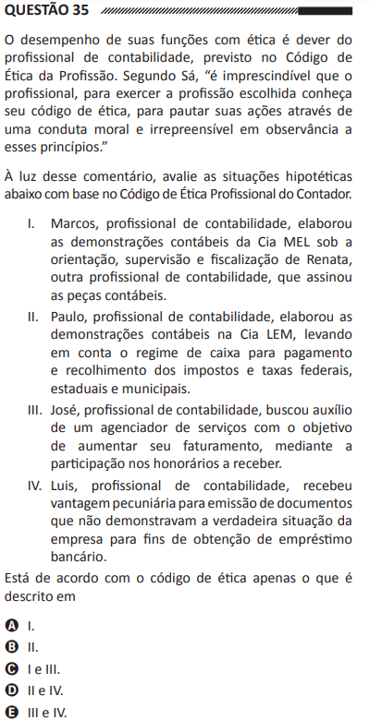 QUESTÃO 35
O desempenho de suas funções com ética é dever do
profissional de contabilidade, previsto no Código de
Ética da Profissão. Segundo Sá, “é imprescindível que o
profissional, para exercer a profissão escolhida conheça
seu código de ética, para pautar suas ações através de
uma conduta moral e irrepreensível em observância a
esses princípios.”
À luz desse comentário, avalie as situações hipotéticas
abaixo com base no Código de Ética Profissional do Contador.
I. Marcos, profissional de contabilidade, elaborou
as demonstrações contábeis da Cia MEL sob a
orientação, supervisão e fiscalização de Renata,
outra profissional de contabilidade, que assinou
as peças contábeis.
II. Paulo, profissional de contabilidade, elaborou as
demonstrações contábeis na Cia LEM, levando
em conta o regime de caixa para pagamento
e recolhimento dos impostos e taxas federais,
estaduais e municipais.
III. José, profissional de contabilidade, buscou auxílio
de um agenciador de serviços com o objetivo
de aumentar seu faturamento, mediante a
participação nos honorários a receber.
IV. Luis, profissional de contabilidade, recebeu
vantagem pecuniária para emissão de documentos
que não demonstravam a verdadeira situação da
empresa para fins de obtenção de empréstimo
bancário.
Está de acordo com o código de ética apenas o que é
descrito em
A I.
B II.
C I e III.
D II e IV.
E III e IV.